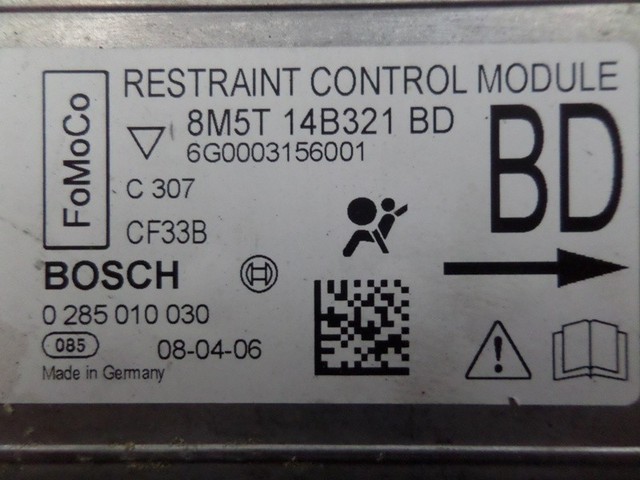 FoMoCo
RESTRAINT CONTROL MODULE
8M5T 14B321 BD
6G0003156001
BD
C 307
CF33B
BOSCH
0 285 010 030
085
08-04-06
Made in Germany